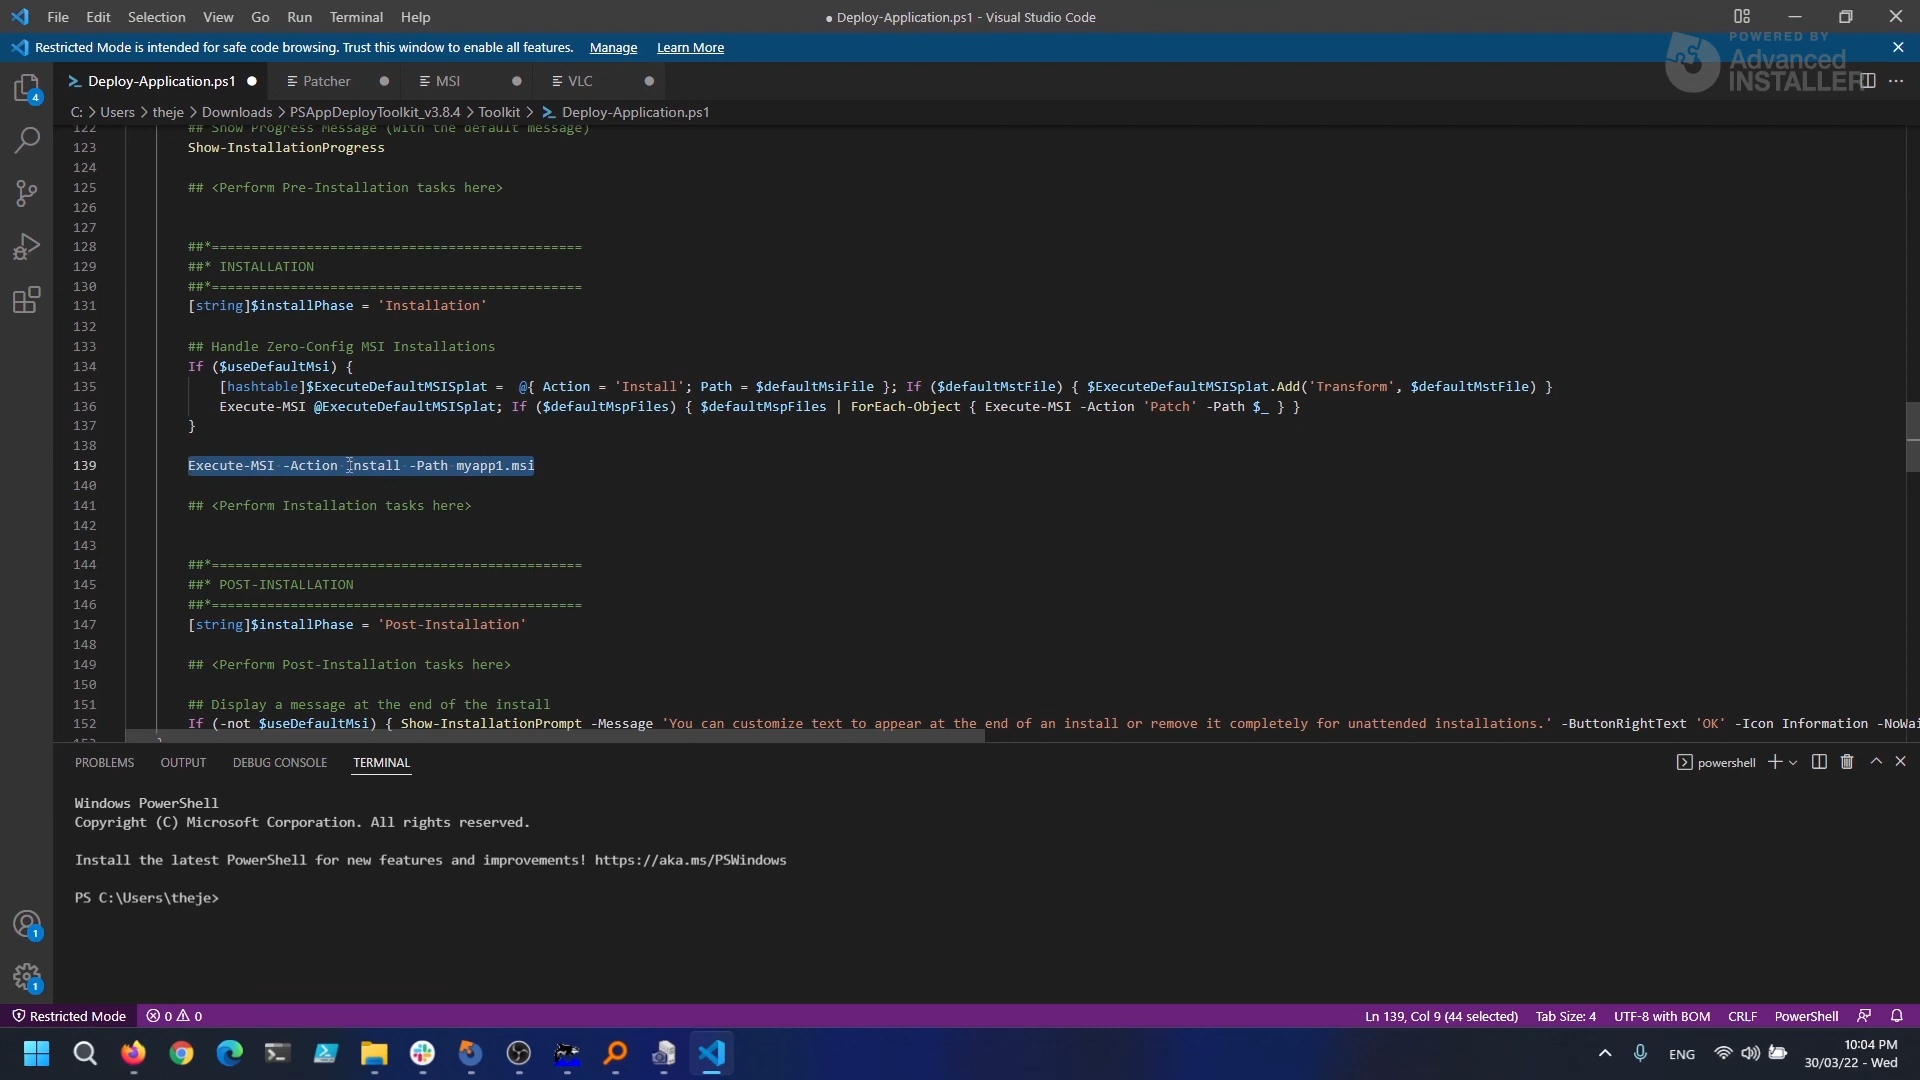 File Edit Selection View Go Run Terminal Help
● Deploy-Application.ps1 - Visual Studio Code
Restricted Mode is intended for safe code browsing. Trust this window to enable all features. Manage Learn More
POWERED BY
Advanced
INSTALLER
Deploy-Application.ps1 Patcher MSI VLC
4
C: > Users > theje > Downloads > PSAppDeployToolkit_v3.8.4 > Toolkit > Deploy-Application.ps1
122 ## Show Progress Message (with the default message)
123 Show-InstallationProgress
124
125 ## <Perform Pre-Installation tasks here>
126
127
128 ##*===============================================
129 ##* INSTALLATION
130 ##*===============================================
131 [string]$installPhase = 'Installation'
132
133 ## Handle Zero-Config MSI Installations
134 If ($useDefaultMsi) {
135 [hashtable]$ExecuteDefaultMSISplat =  @{ Action = 'Install'; Path = $defaultMsiFile }; If ($defaultMstFile) { $ExecuteDefaultMSISplat.Add('Transform', $defaultMstFile) }
136 Execute-MSI @ExecuteDefaultMSISplat; If ($defaultMspFiles) { $defaultMspFiles | ForEach-Object { Execute-MSI -Action 'Patch' -Path $_ } }
137 }
138
139 Execute-MSI -Action Install -Path myapp1.msi
140
141 ## <Perform Installation tasks here>
142
143
144 ##*===============================================
145 ##* POST-INSTALLATION
146 ##*===============================================
147 [string]$installPhase = 'Post-Installation'
148
149 ## <Perform Post-Installation tasks here>
150
151 ## Display a message at the end of the install
152 If (-not $useDefaultMsi) { Show-InstallationPrompt -Message 'You can customize text to appear at the end of an install or remove it completely for unattended installations.' -ButtonRightText 'OK' -Icon Information -NoWai
PROBLEMS OUTPUT DEBUG CONSOLE TERMINAL
powershell
Windows PowerShell
Copyright (C) Microsoft Corporation. All rights reserved.
Install the latest PowerShell for new features and improvements! https://aka.ms/PSWindows
PS C:\Users\theje>
1
1
Restricted Mode 0 0
Ln 139, Col 9 (44 selected) Tab Size: 4 UTF-8 with BOM CRLF PowerShell
ENG
10:04 PM
30/03/22 - Wed